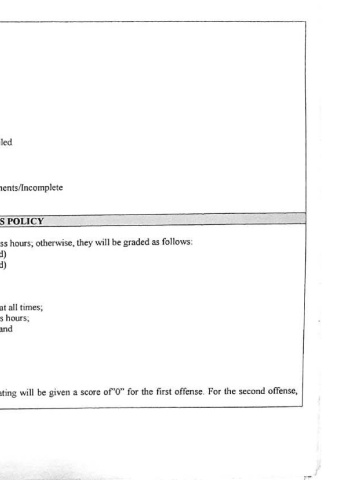 led
nents/Incomplete
S POLICY
ss hours; otherwise, they will be graded as follows:
d)
d)
at all times;
s hours;
and
ating will be given a score of"0" for the first offense. For the second offense,